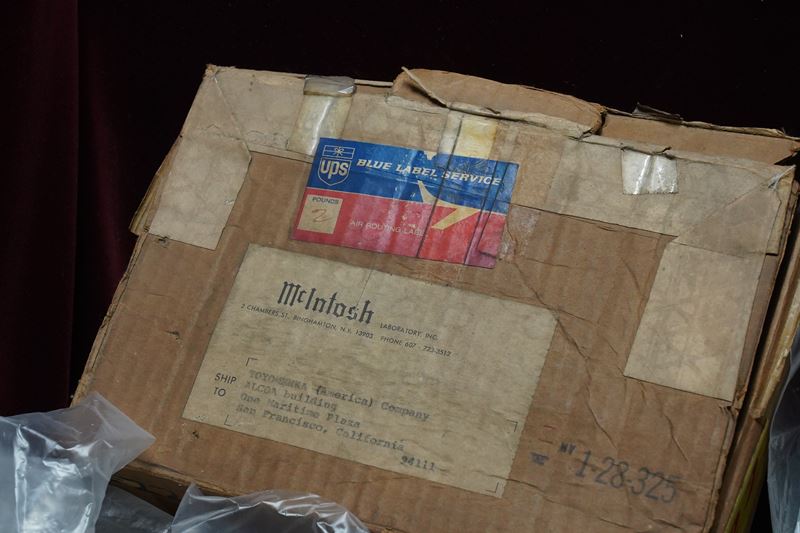 ups
BLUE LABEL SERVICE
POUNDS
2
AIR ROUTING LABEL
McIntosh
LABORATORY, INC.
2 CHAMBERS ST., BINGHAMTON, N.Y. 13903 PHONE 607 - 723-3512
SHIP
TO
TOYOMENKA (America) Company
ALCOA building
One Maritime Plaza
San Francisco, California
94111
1-28-325